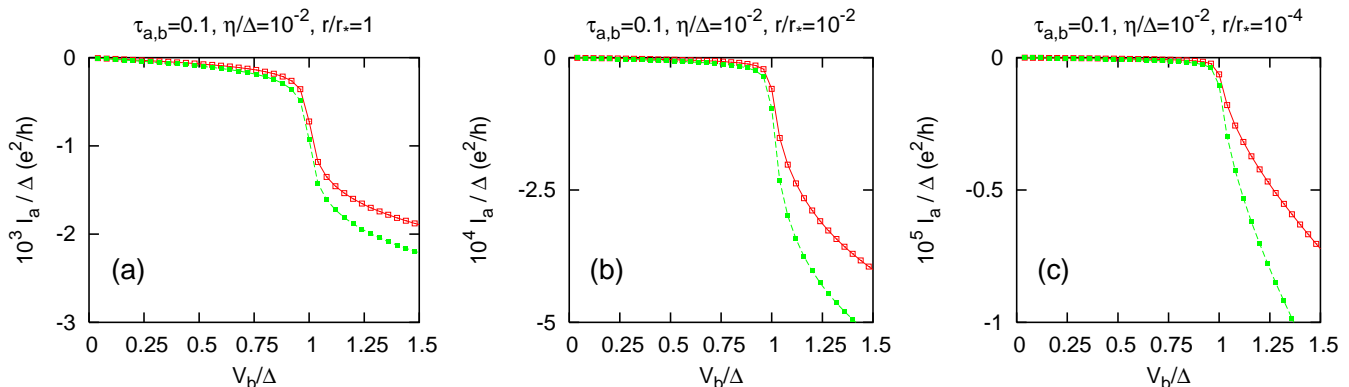 τa,b=0.1, η/Δ=10⁻², r/r*=1
0
-1
-2
-3
10³ Ia / Δ (e²/h)
(a)
0 0.25 0.5 0.75 1 1.25 1.5
Vb/Δ
τa,b=0.1, η/Δ=10⁻², r/r*=10⁻²
0
-2.5
-5
10⁴ Ia / Δ (e²/h)
(b)
0 0.25 0.5 0.75 1 1.25 1.5
Vb/Δ
τa,b=0.1, η/Δ=10⁻², r/r*=10⁻⁴
0
-0.5
-1
10⁵ Ia / Δ (e²/h)
(c)
0 0.25 0.5 0.75 1 1.25 1.5
Vb/Δ